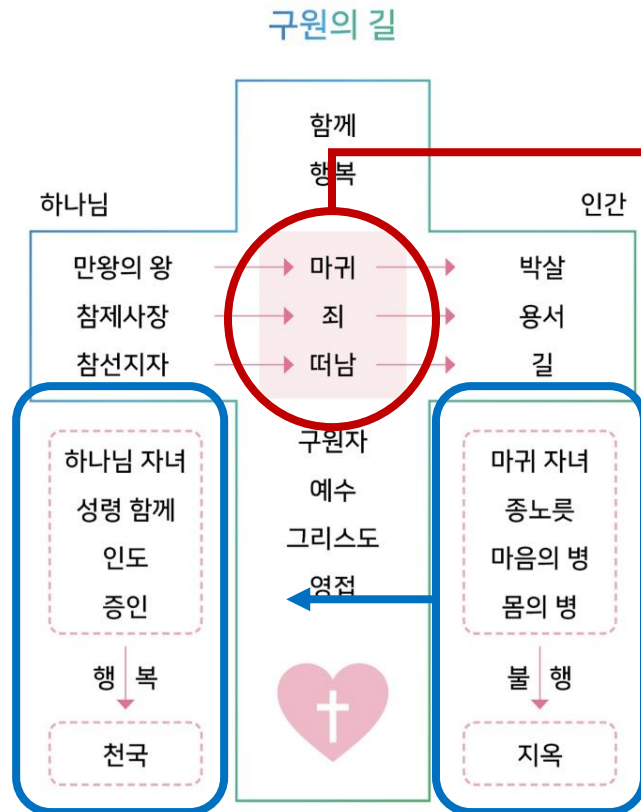 구원의 길
함께
행복
하나님
인간
만왕의 왕
마귀
박살
참제사장
죄
용서
참선지자
떠남
길
구원자
예수
그리스도
영접
하나님 자녀
성령 함께
인도
증인
행 복
천국
마귀 자녀
종노릇
마음의 병
몸의 병
불 행
지옥